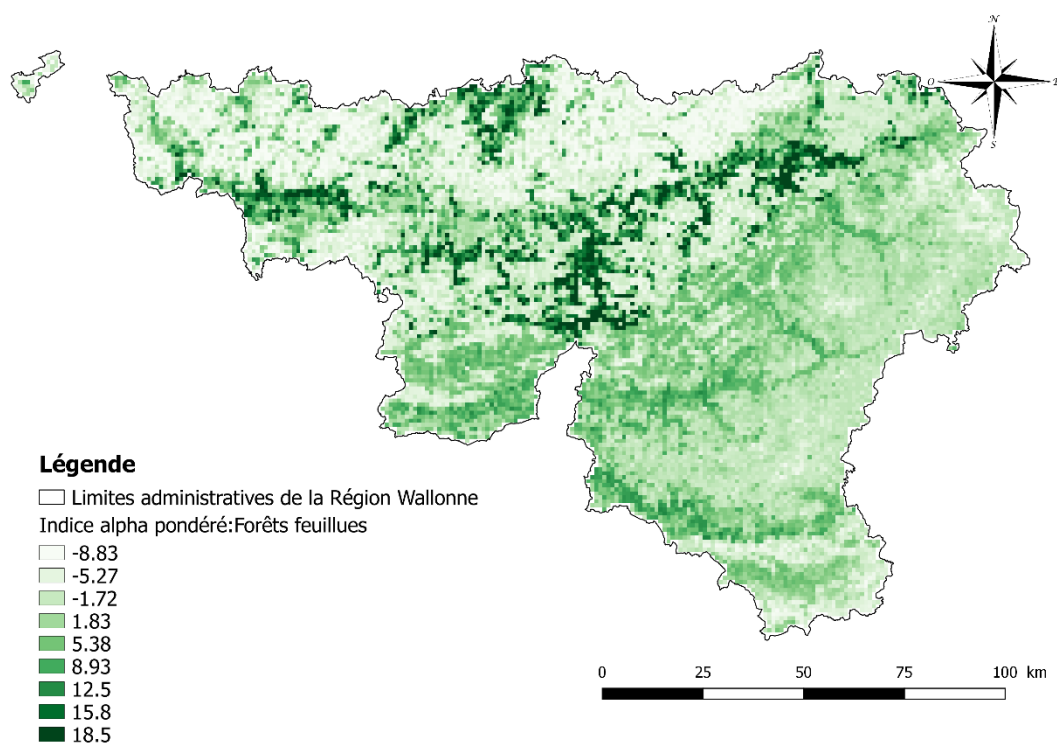 N
O
E
S
Légende
Limites administratives de la Région Wallonne
Indice alpha pondéré:Forêts feuillues
-8.83
-5.27
-1.72
1.83
5.38
8.93
12.5
15.8
18.5
0 25 50 75 100 km